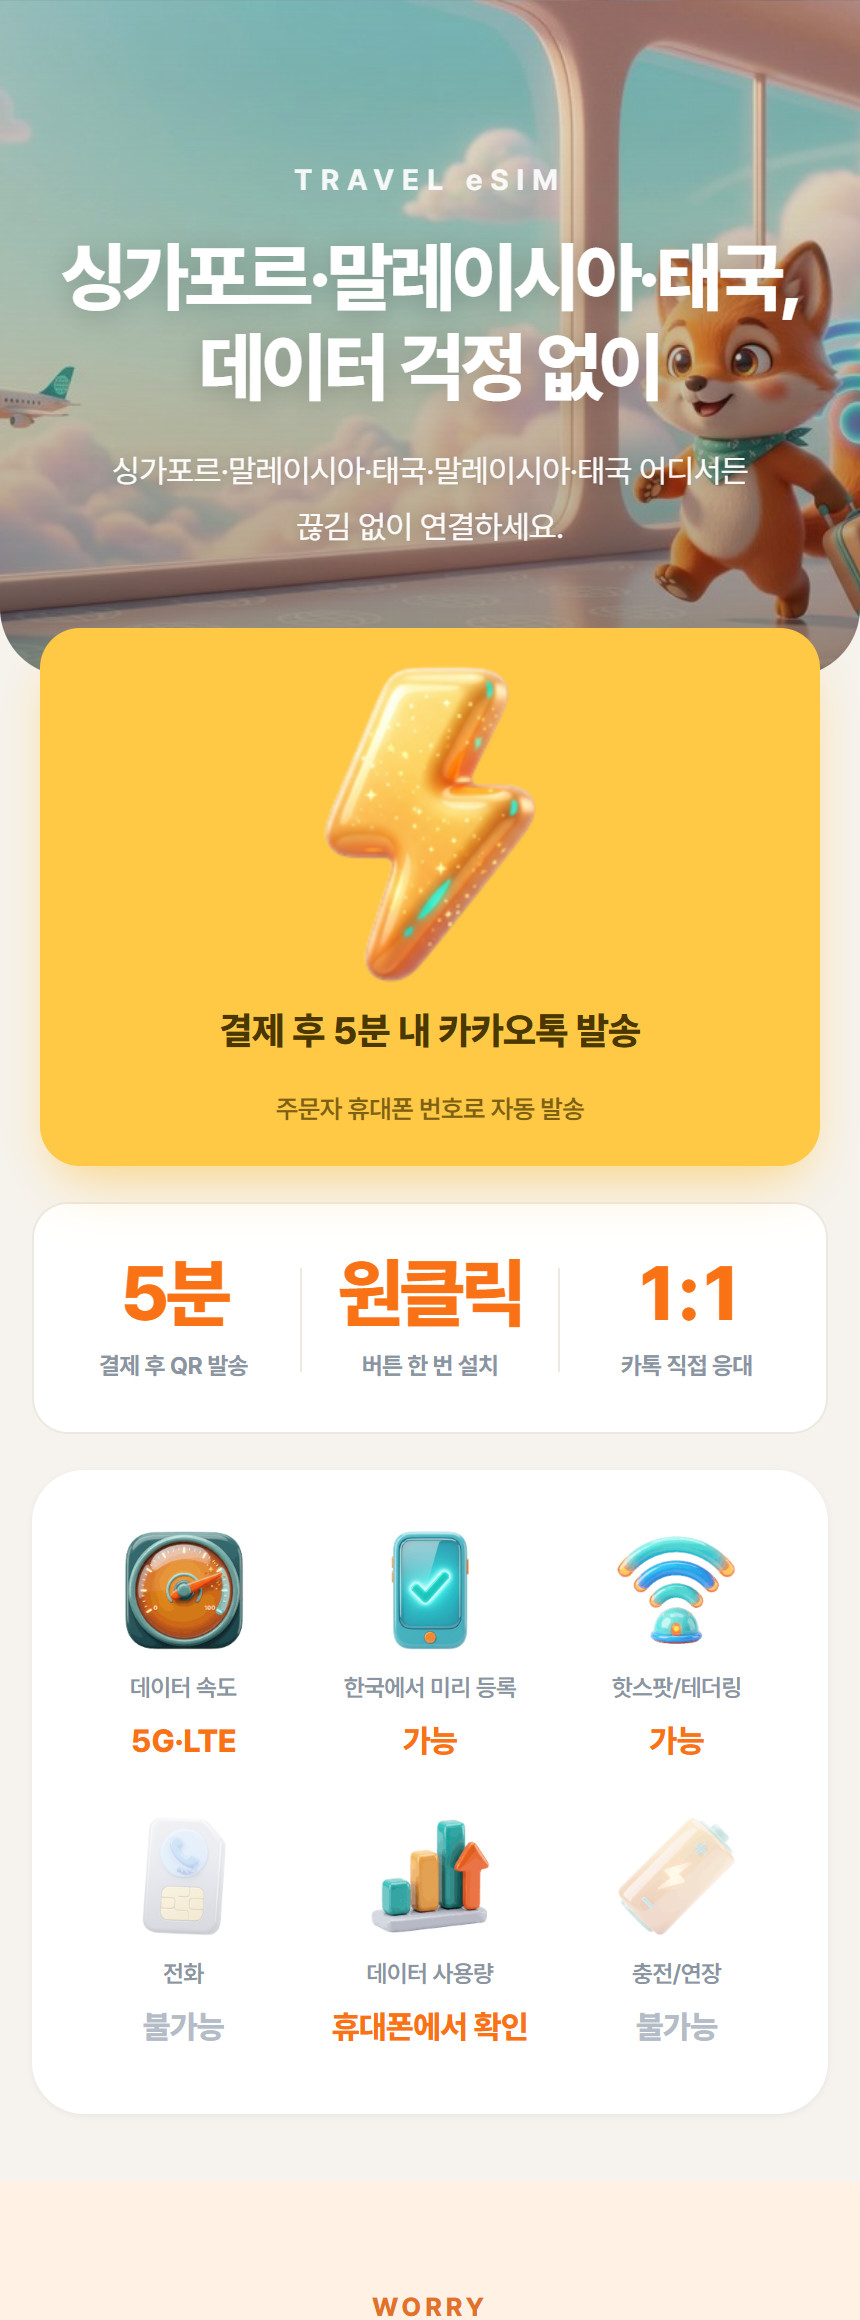 TRAVEL eSIM
싱가포르·말레이시아·태국,
데이터 걱정 없이
싱가포르·말레이시아·태국·말레이시아·태국 어디서든
끊김 없이 연결하세요.
결제 후 5분 내 카카오톡 발송
주문자 휴대폰 번호로 자동 발송
5분
결제 후 QR 발송
원클릭
버튼 한 번 설치
1:1
카톡 직접 응대
0
100
데이터 속도
5G·LTE
한국에서 미리 등록
가능
핫스팟/테더링
가능
전화
불가능
데이터 사용량
휴대폰에서 확인
충전/연장
불가능
WORRY